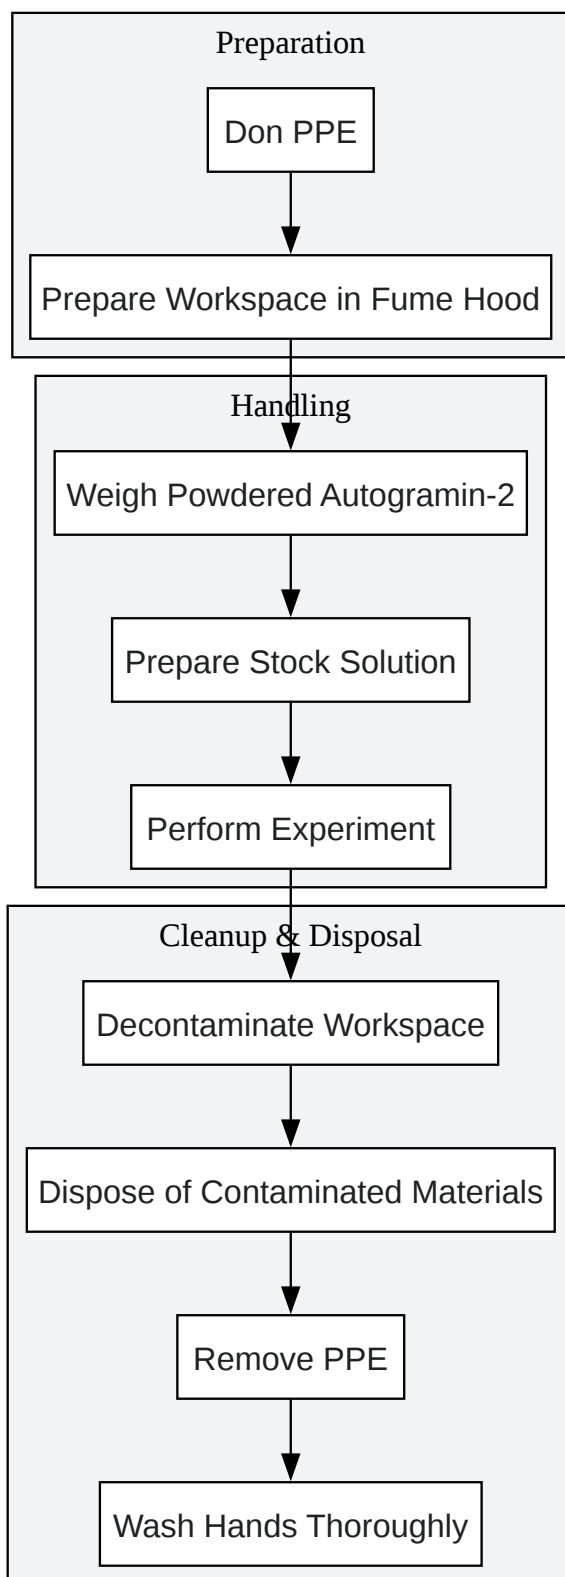 Preparation
Don PPE
Prepare Workspace in Fume Hood
Handling
Weigh Powdered Autogramin-2
Prepare Stock Solution
Perform Experiment
Cleanup & Disposal
Decontaminate Workspace
Dispose of Contaminated Materials
Remove PPE
Wash Hands Thoroughly